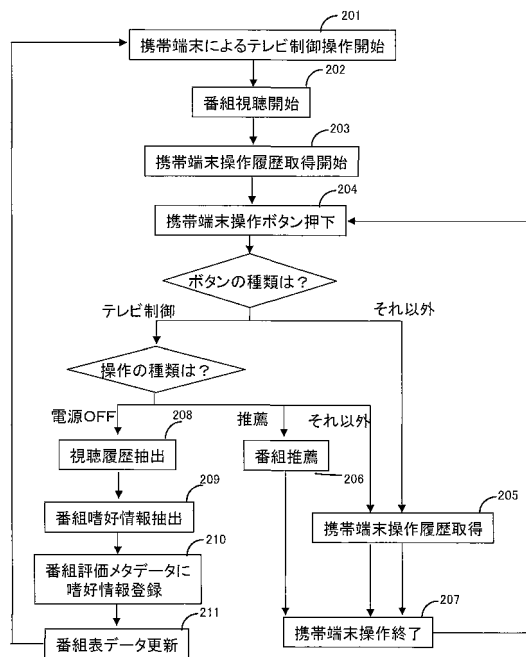 201
携帯端末によるテレビ制御操作開始
202
番組視聴開始
203
携帯端末操作履歴取得開始
204
携帯端末操作ボタン押下
ボタンの種類は?
テレビ制御
それ以外
操作の種類は?
電源OFF
推薦
それ以外
208
視聴履歴抽出
番組推薦
206
209
番組嗜好情報抽出
205
携帯端末操作履歴取得
210
番組評価メタデータに
嗜好情報登録
211
番組表データ更新
207
携帯端末操作終了